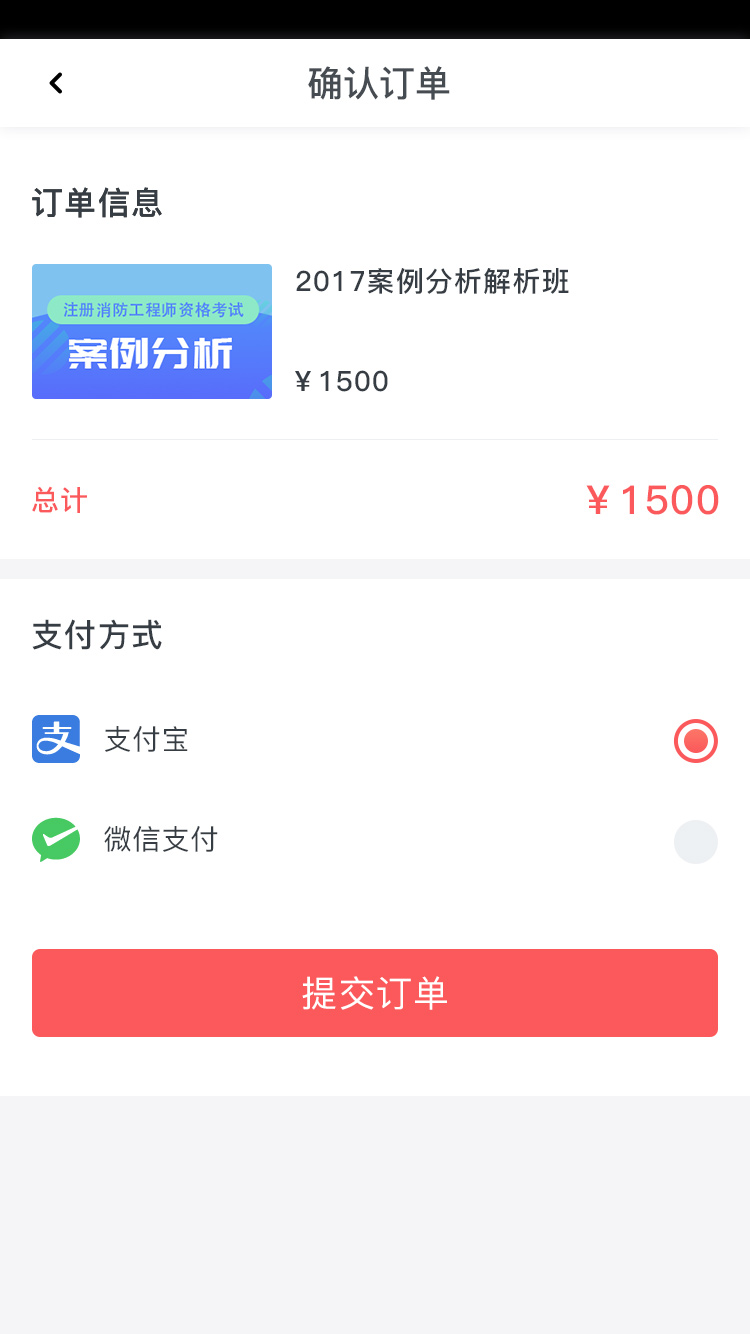 确认订单
订单信息
注册消防工程师资格考试
案例分析
2017案例分析解析班
¥1500
总计
¥1500
支付方式
支 支付宝
微信支付
提交订单